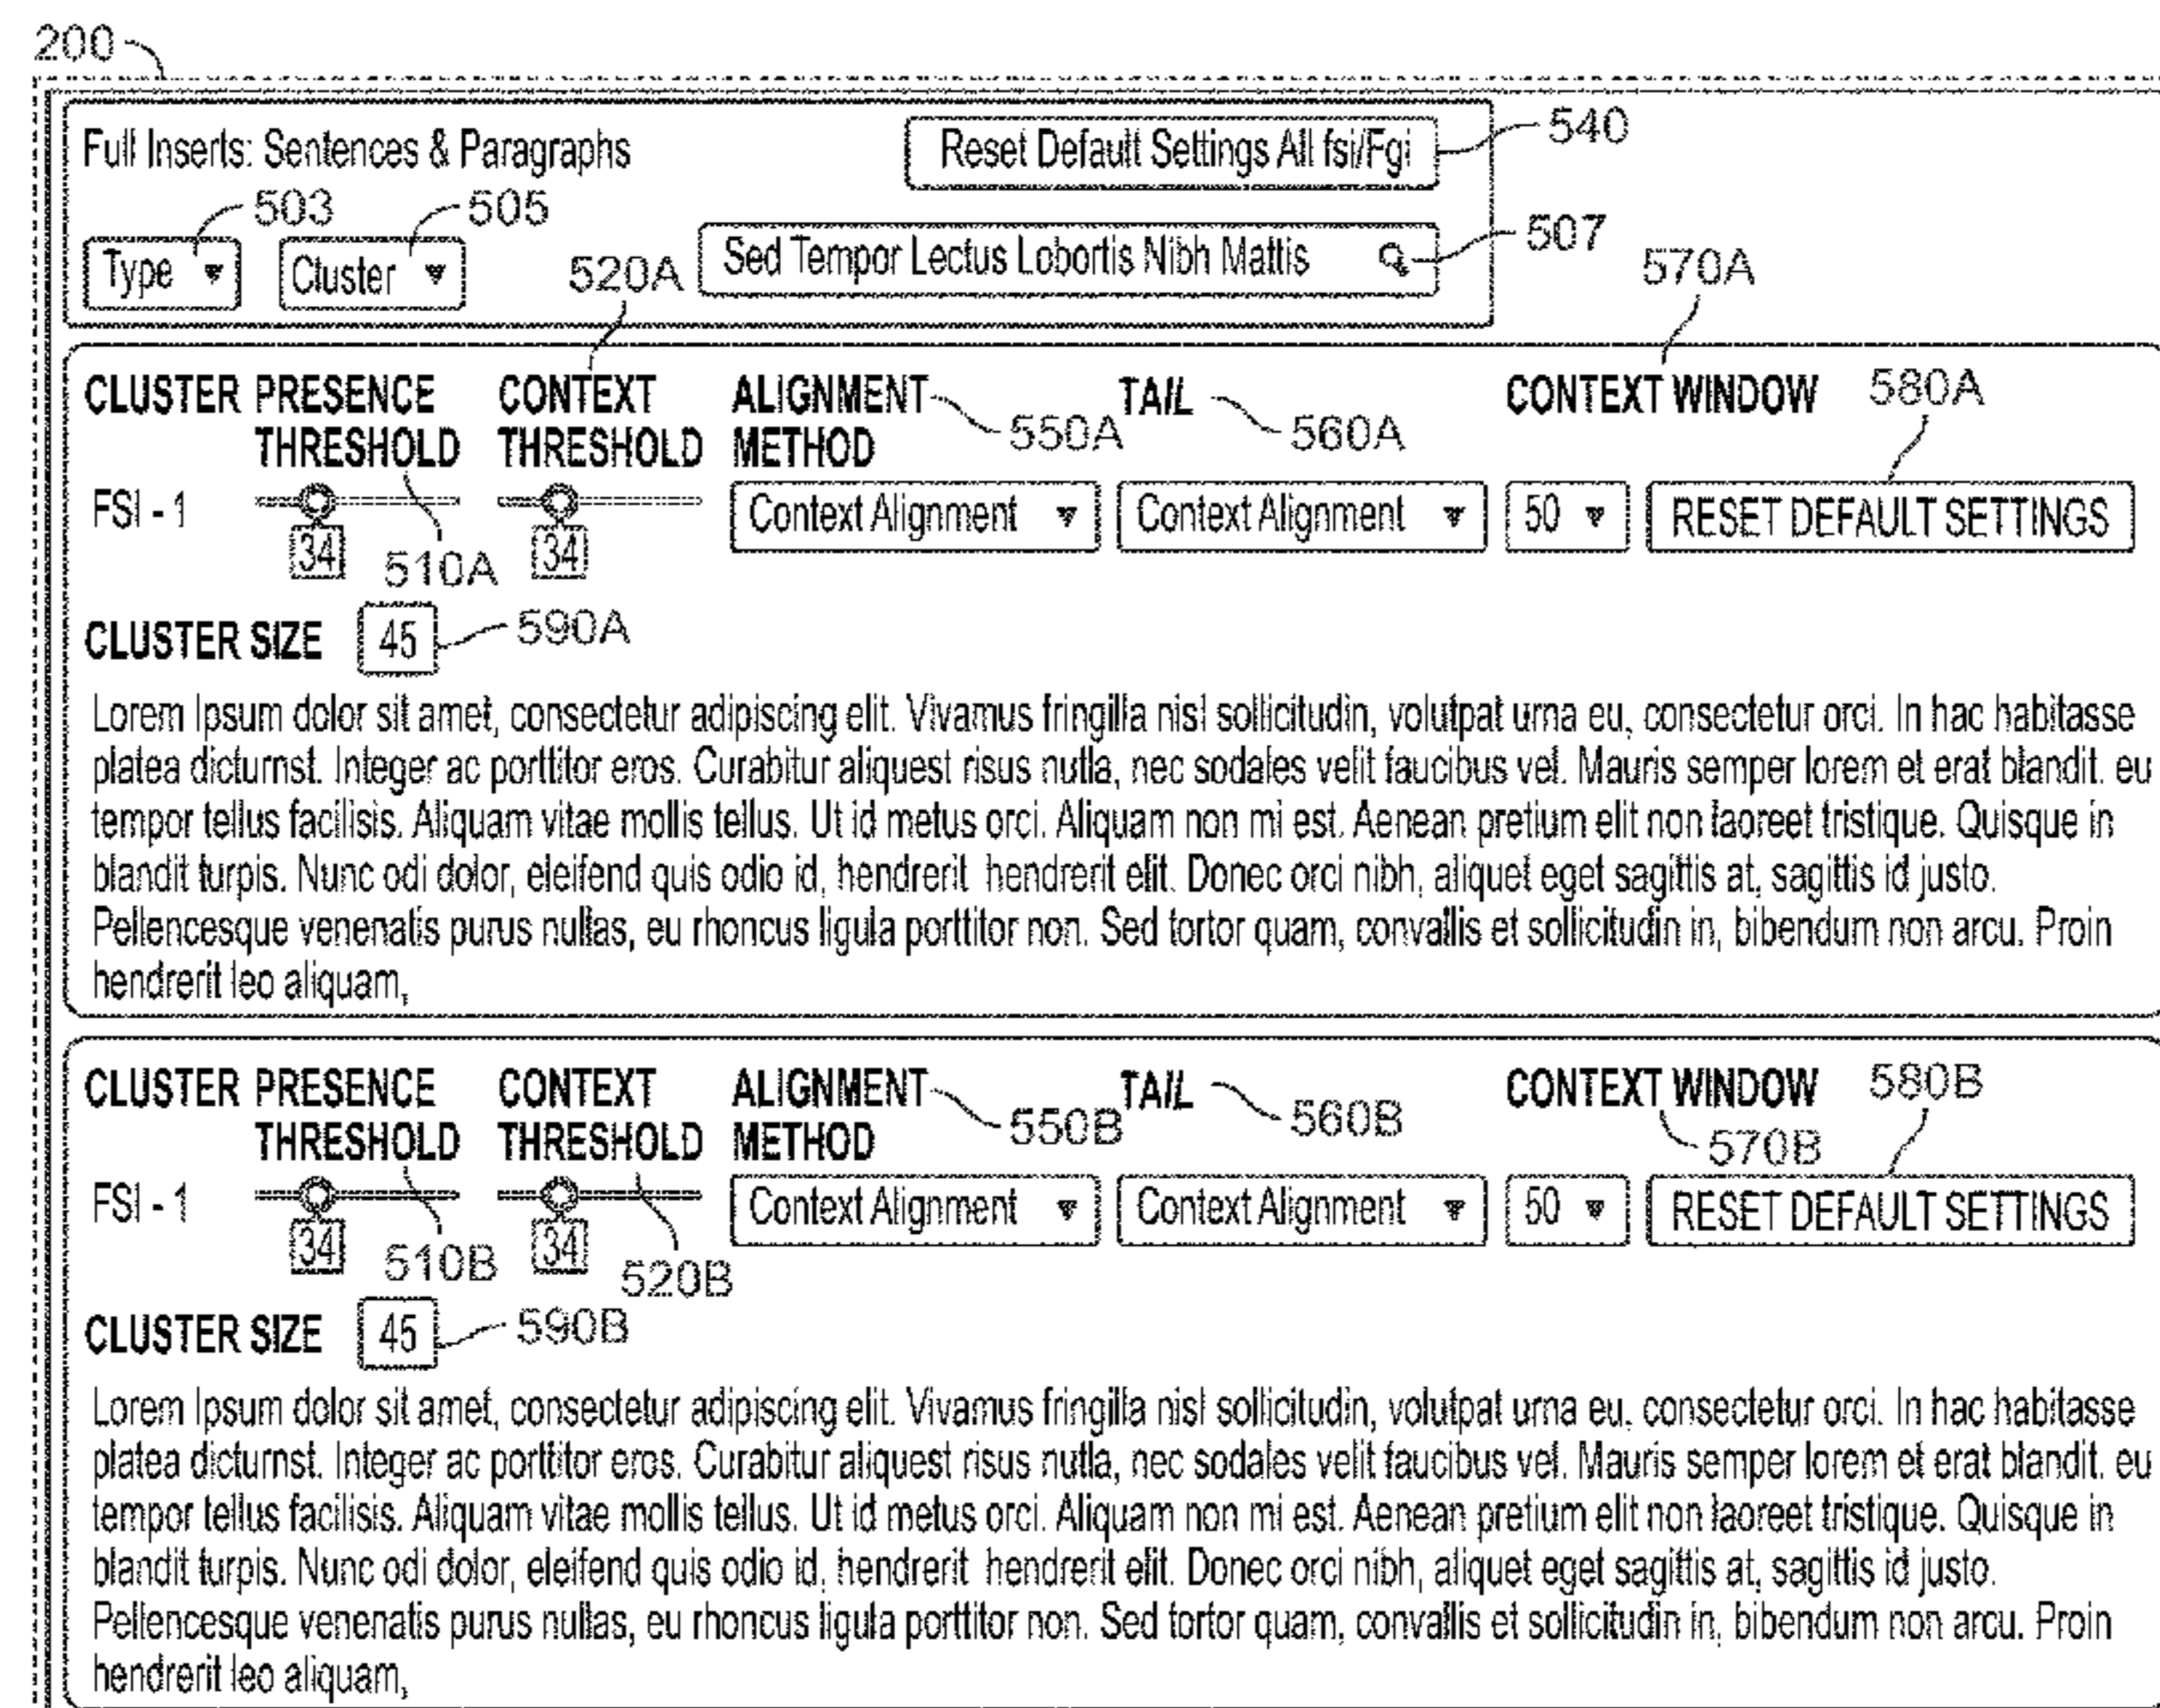 200
Full Inserts: Sentences & Paragraphs
Reset Default Settings All fsi/Fgi
540
503
505
Type
Cluster
520A
Sed Tempor Lectus Lobortis Nibh Mattis
507
570A
CLUSTER PRESENCE THRESHOLD
CONTEXT THRESHOLD
ALIGNMENT METHOD
550A
TAIL
560A
CONTEXT WINDOW
580A
FSI - 1
34
510A
34
Context Alignment
Context Alignment
50
RESET DEFAULT SETTINGS
CLUSTER SIZE 45
590A
Lorem Ipsum dolor sit amet, consectetur adipiscing elit. Vivamus fringilla nisl sollicitudin, volutpat urna eu, consectetur orci. In hac habitasse
platea dicturnst. Integer ac porttitor eros. Curabitur aliquest risus nutla, nec sodales velit faucibus vel. Mauris semper lorem et erat blandit. eu
tempor tellus facilisis. Aliquam vitae mollis tellus. Ut id metus orci. Aliquam non mi est. Aenean pretium elit non laoreet tristique. Quisque in
blandit turpis. Nunc odi dolor, eleifend quis odio id, hendrerit hendrerit elit. Donec orci nibh, aliquet eget sagittis at, sagittis id justo.
Pellencesque venenatis purus nullas, eu rhoncus ligula porttitor non. Sed tortor quam, convallis et sollicitudin in, bibendum non arcu. Proin
hendrerit leo aliquam,
CLUSTER PRESENCE THRESHOLD
CONTEXT THRESHOLD
ALIGNMENT METHOD
550B
TAIL
560B
CONTEXT WINDOW
570B
580B
FSI - 1
34
510B
34
520B
Context Alignment
Context Alignment
50
RESET DEFAULT SETTINGS
CLUSTER SIZE 45
590B
Lorem Ipsum dolor sit amet, consectetur adipiscing elit. Vivamus fringilla nisl sollicitudin, volutpat urna eu, consectetur orci. In hac habitasse
platea dicturnst. Integer ac porttitor eros. Curabitur aliquest risus nutla, nec sodales velit faucibus vel. Mauris semper lorem et erat blandit. eu
tempor tellus facilisis. Aliquam vitae mollis tellus. Ut id metus orci. Aliquam non mi est. Aenean pretium elit non laoreet tristique. Quisque in
blandit turpis. Nunc odi dolor, eleifend quis odio id, hendrerit hendrerit elit. Donec orci nibh, aliquet eget sagittis at, sagittis id justo.
Pellencesque venenatis purus nullas, eu rhoncus ligula porttitor non. Sed tortor quam, convallis et sollicitudin in, bibendum non arcu. Proin
hendrerit leo aliquam,